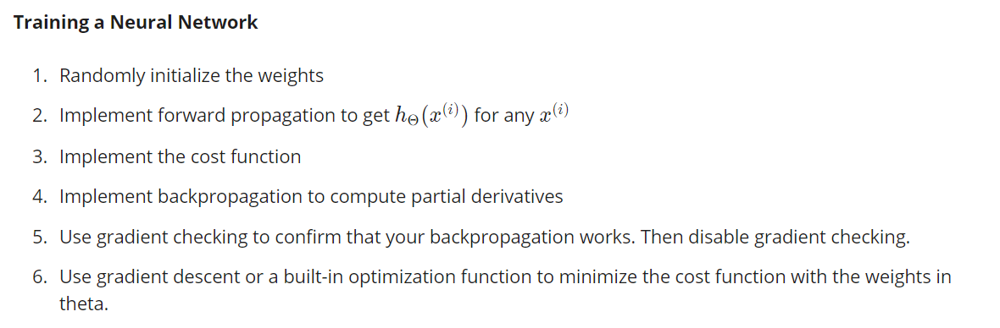 Training a Neural Network
1. Randomly initialize the weights
2. Implement forward propagation to get hΘ(x⁽ⁱ⁾) for any x⁽ⁱ⁾
3. Implement the cost function
4. Implement backpropagation to compute partial derivatives
5. Use gradient checking to confirm that your backpropagation works. Then disable gradient checking.
6. Use gradient descent or a built-in optimization function to minimize the cost function with the weights in
theta.